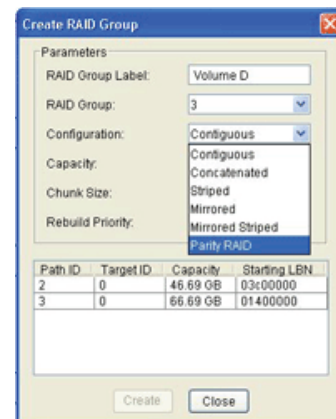 Create RAID Group
Parameters
RAID Group Label: Volume D
RAID Group: 3
Configuration: Contiguous
Contiguous
Capacity: Concatenated
Striped
Chunk Size: Mirrored
Mirrored Striped
Rebuild Priority: Parity RAID
Path ID Target ID Capacity Starting LBN
2 0 46.69 GB 03c00000
3 0 66.69 GB 01400000
Create Close